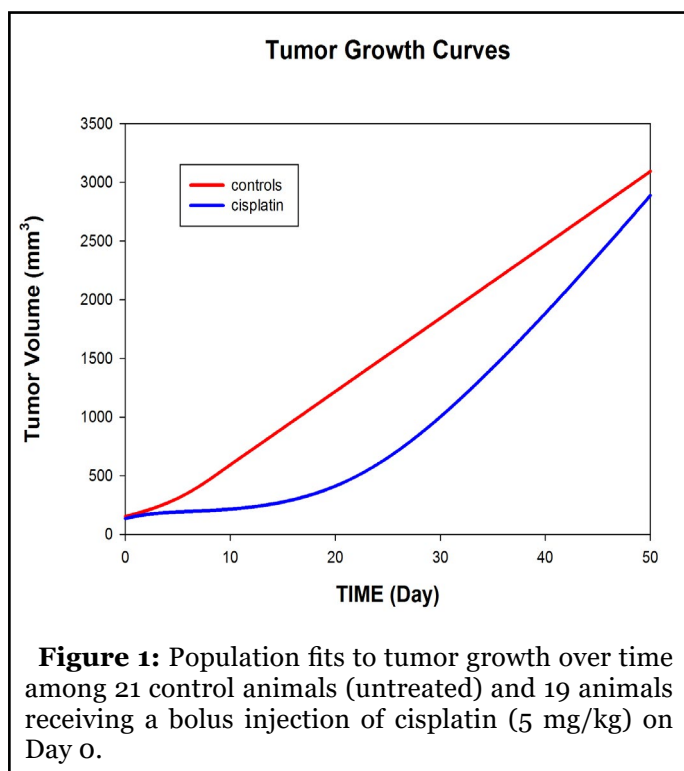 Tumor Growth Curves
3500
3000
2500
2000
1500
1000
500
0
Tumor Volume (mm³)
controls
cisplatin
0 10 20 30 40 50
TIME (Day)
Figure 1: Population fits to tumor growth over time
among 21 control animals (untreated) and 19 animals
receiving a bolus injection of cisplatin (5 mg/kg) on
Day 0.